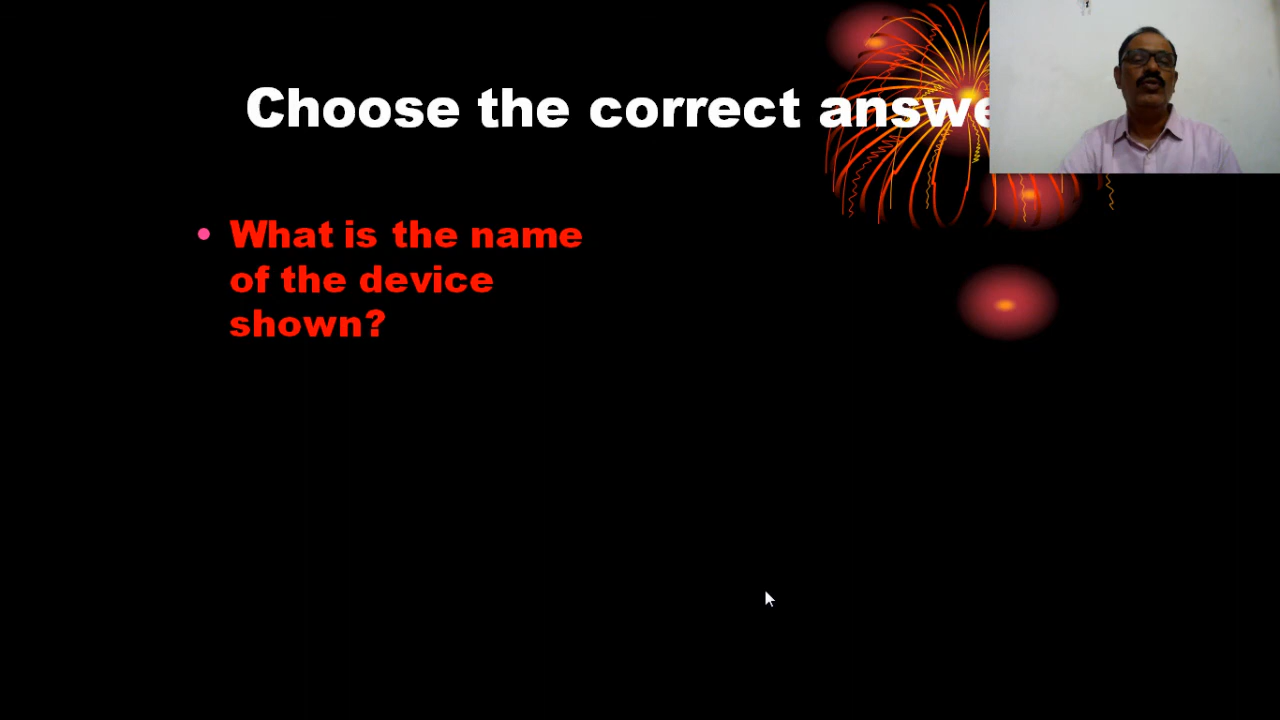 Choose the correct answe
What is the name
of the device
shown?